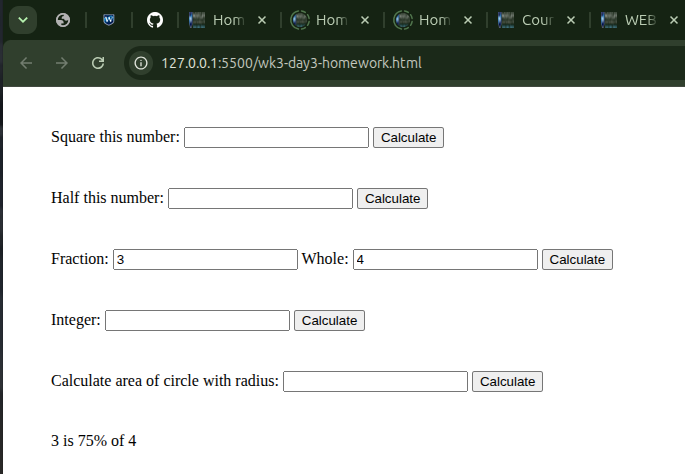 Hom Hom Hom Cour WEB
127.0.0.1:5500/wk3-day3-homework.html
Square this number: Calculate
Half this number: Calculate
Fraction: 3 Whole: 4 Calculate
Integer: Calculate
Calculate area of circle with radius: Calculate
3 is 75% of 4